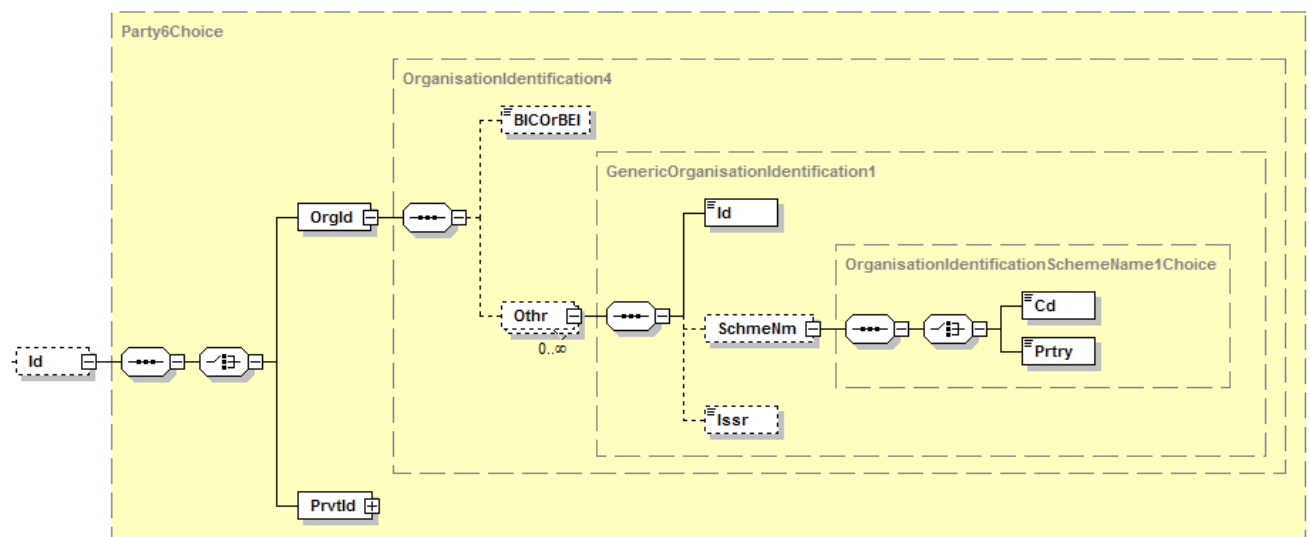 Party6Choice
OrganisationIdentification4
BICOrBEI
GenericOrganisationIdentification1
OrgId
Id
OrganisationIdentificationSchemeName1Choice
Cd
Othr
SchmeNm
0..∞
Prtry
Id
Issr
PrvtId